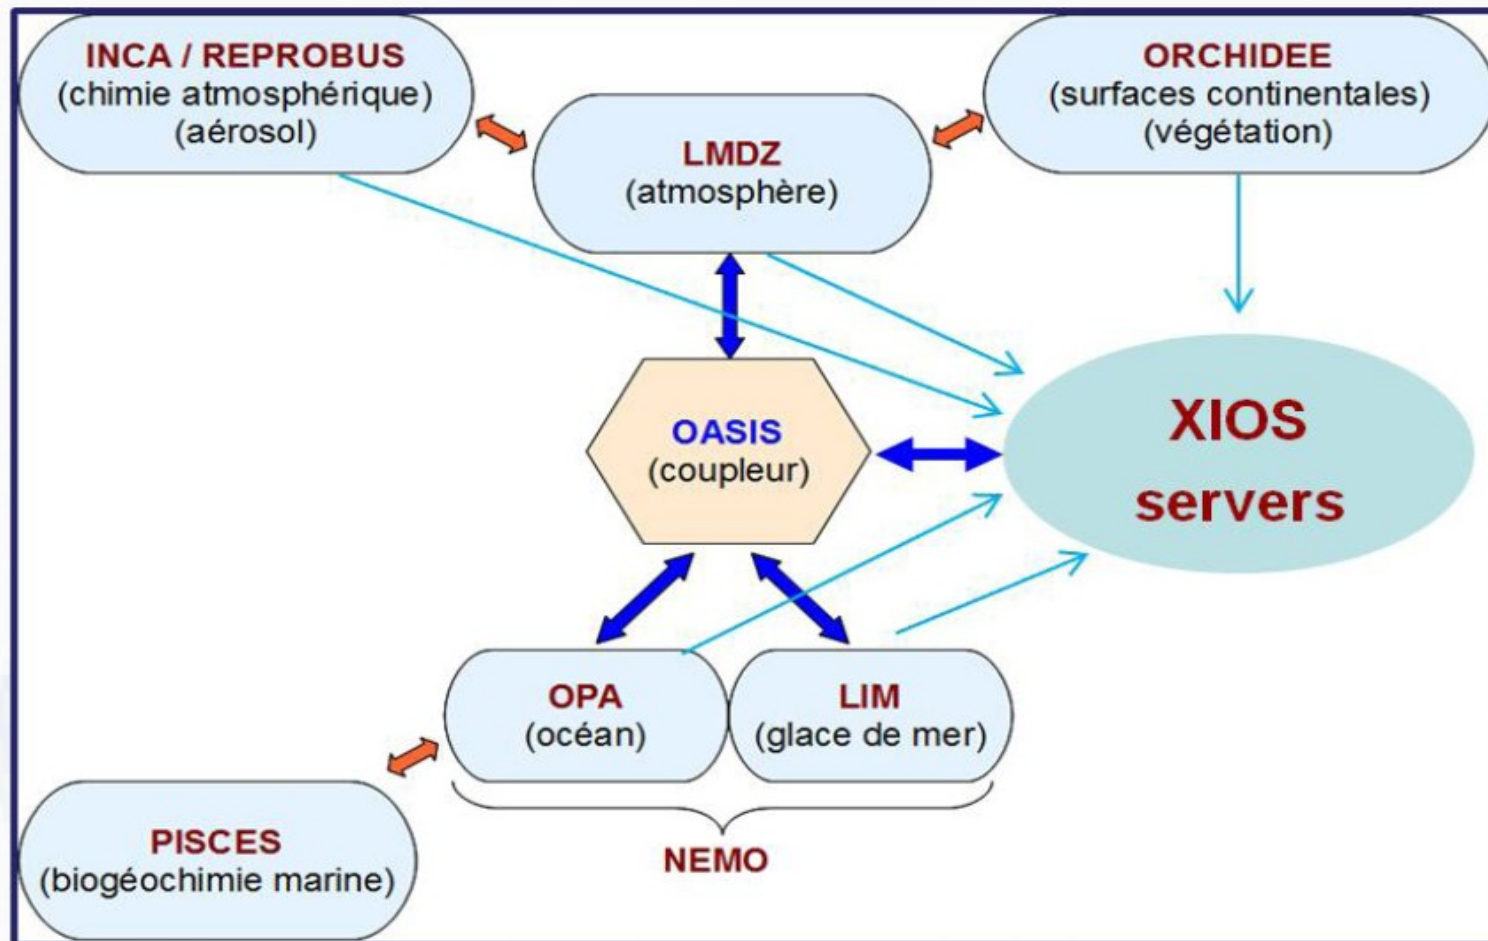 INCA / REPROBUS
(chimie atmosphérique)
(aérosol)
ORCHIDEE
(surfaces continentales)
(végétation)
LMDZ
(atmosphère)
OASIS
(coupleur)
XIOS
servers
OPA
(océan)
LIM
(glace de mer)
PISCES
(biogéochimie marine)
NEMO